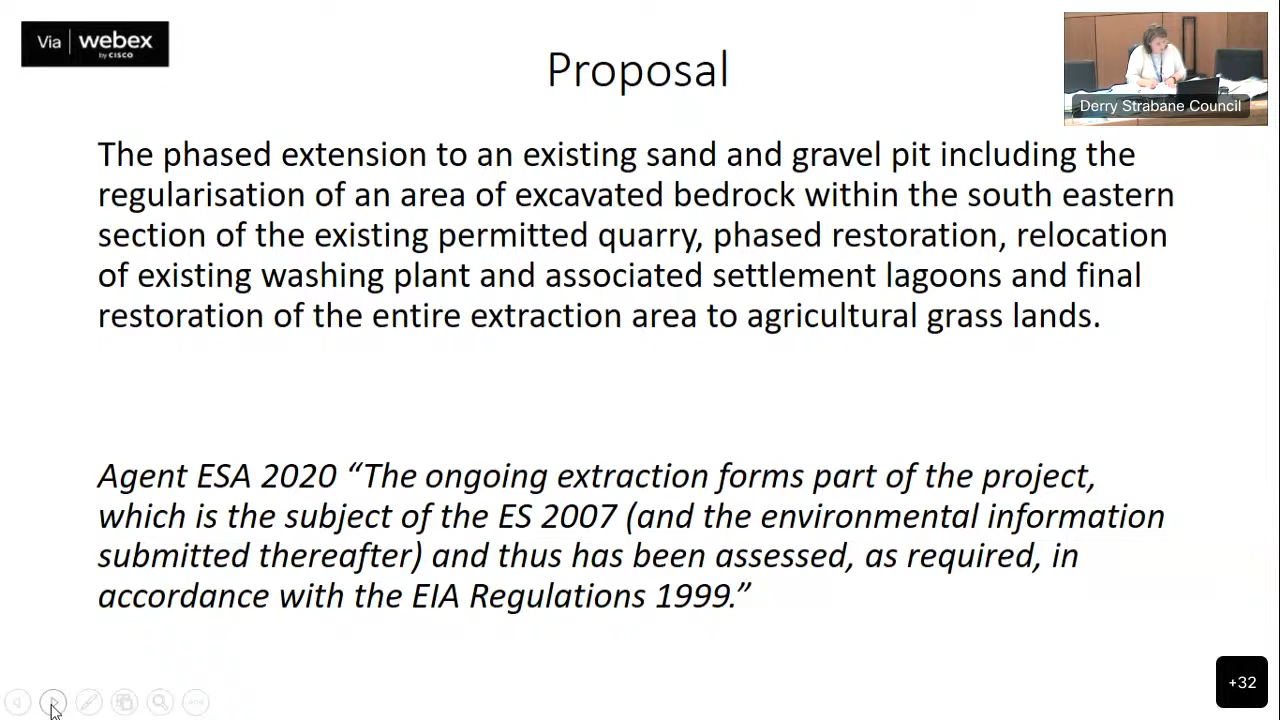 Via webex
by CISCO
Proposal
Derry Strabane Council
The phased extension to an existing sand and gravel pit including the
regularisation of an area of excavated bedrock within the south eastern
section of the existing permitted quarry, phased restoration, relocation
of existing washing plant and associated settlement lagoons and final
restoration of the entire extraction area to agricultural grass lands.
Agent ESA 2020 “The ongoing extraction forms part of the project,
which is the subject of the ES 2007 (and the environmental information
submitted thereafter) and thus has been assessed, as required, in
accordance with the EIA Regulations 1999.”
+32